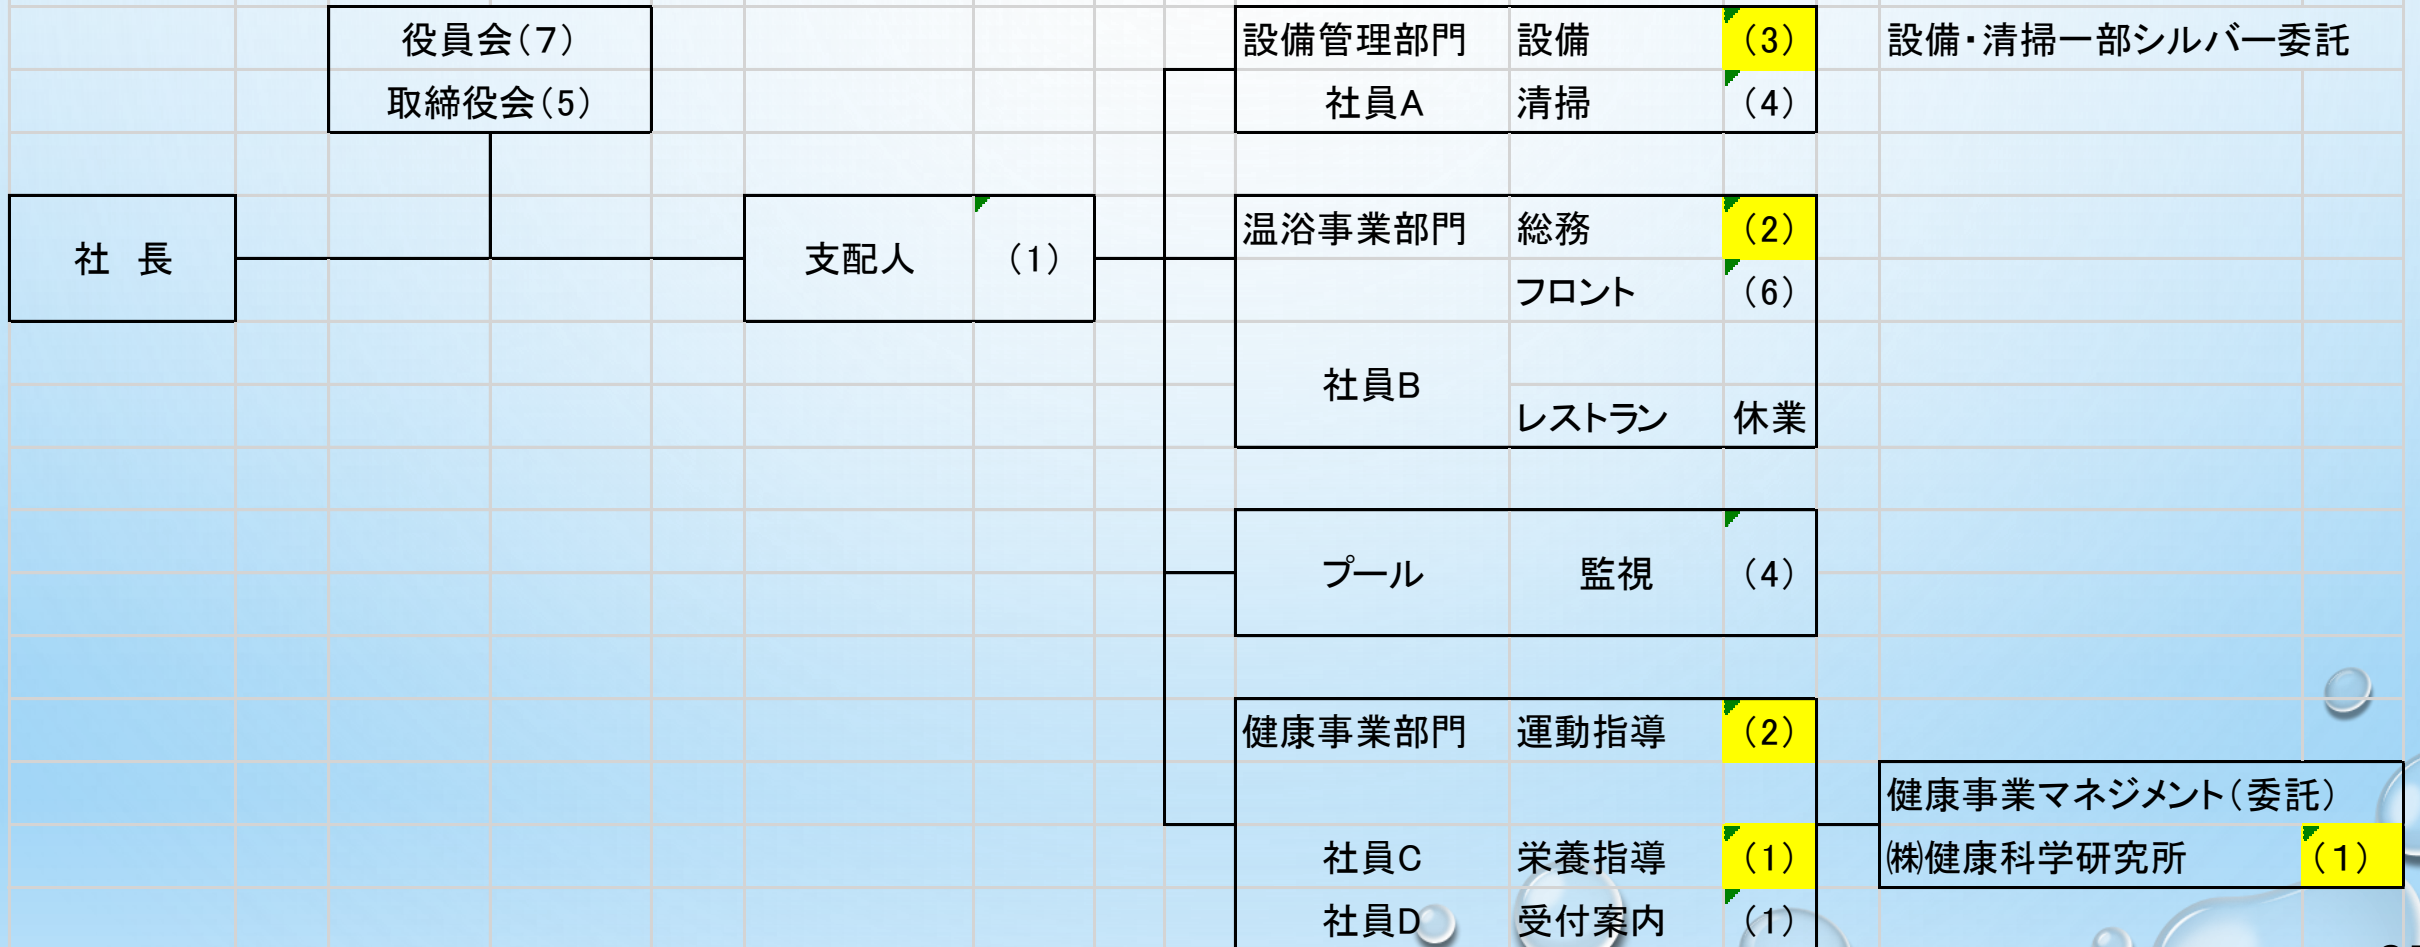 役員会（7）
取締役会（5）
社　長
支配人 （1）
設備管理部門 設備 （3） 設備・清掃一部シルバー委託
社員A 清掃 （4）
温浴事業部門 総務 （2）
フロント （6）
社員B
レストラン 休業
プール 監視 （4）
健康事業部門 運動指導 （2）
健康事業マネジメント（委託）
社員C 栄養指導 （1） ㈱健康科学研究所 （1）
社員D 受付案内 （1）